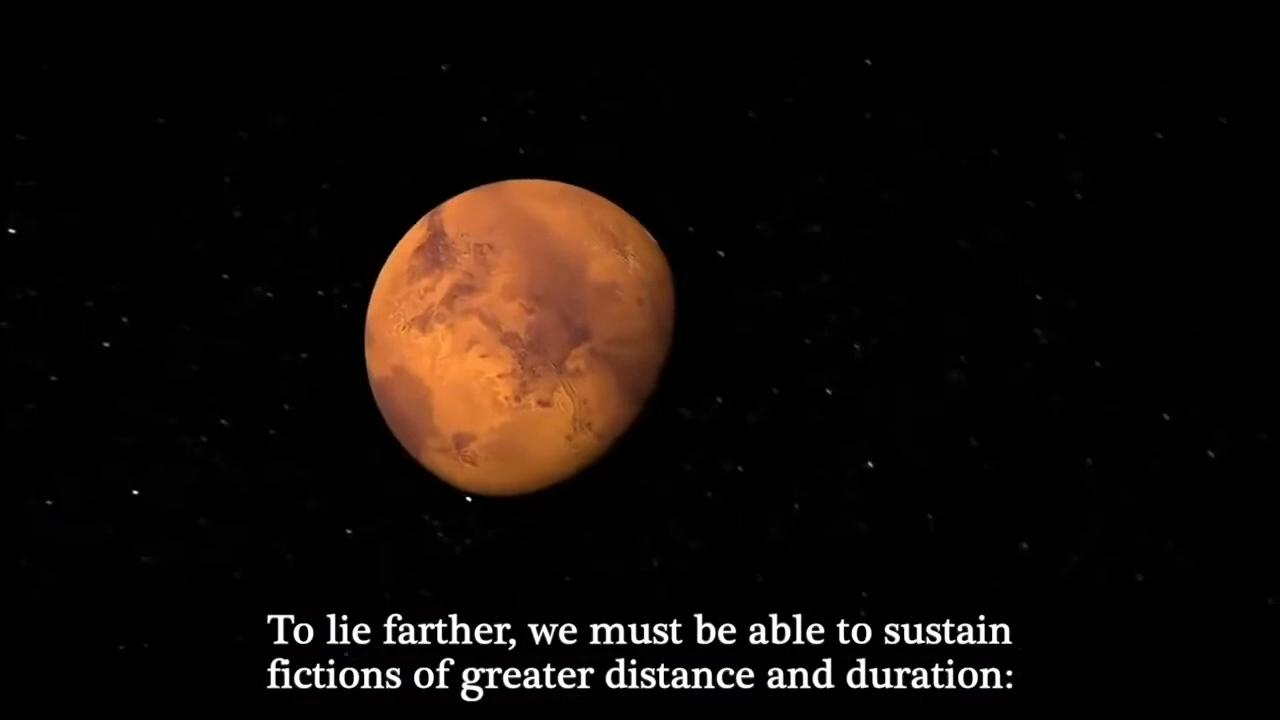 To lie farther, we must be able to sustain
fictions of greater distance and duration: